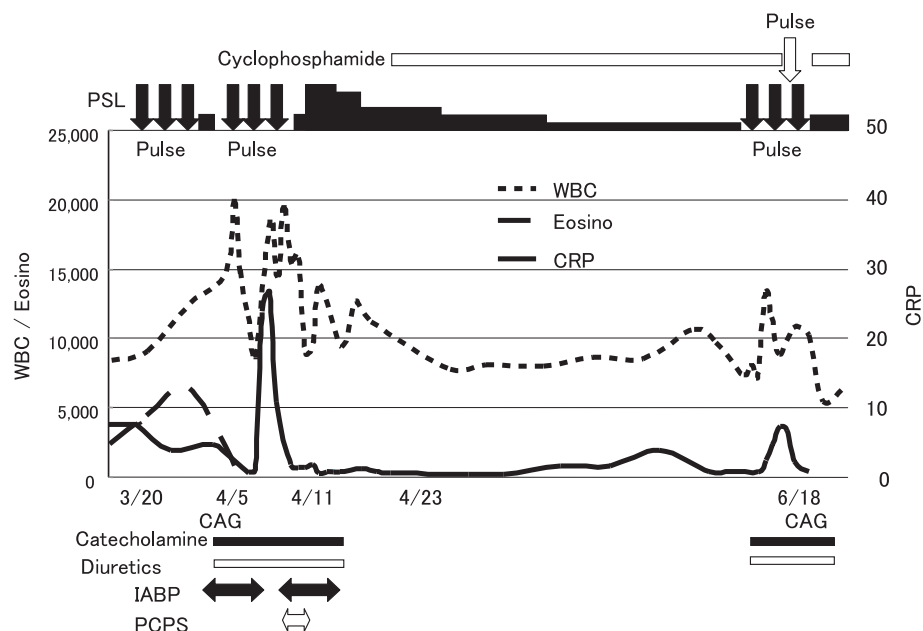 Pulse
Cyclophosphamide
PSL
25,000 50
Pulse Pulse Pulse
20,000 40
WBC
Eosino
CRP
15,000 30
10,000 20
5,000 10
0 0
WBC / Eosino
CRP
3/20 4/5 4/11 4/23 6/18
CAG CAG
Catecholamine
Diuretics
IABP
PCPS